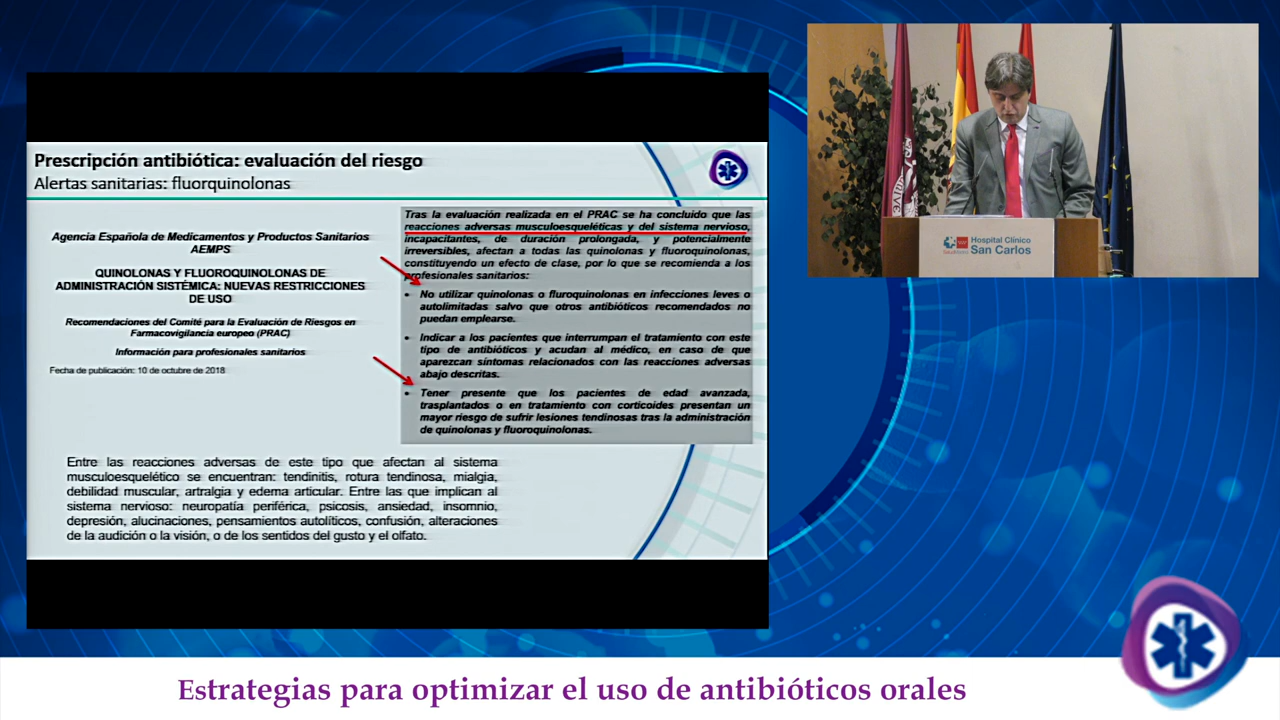 Prescripción antibiótica: evaluación del riesgo
Alertas sanitarias: fluorquinolonas
Agencia Española de Medicamentos y Productos Sanitarios
AEMPS
QUINOLONAS Y FLUOROQUINOLONAS DE
ADMINISTRACIÓN SISTÉMICA: NUEVAS RESTRICCIONES
DE USO
Recomendaciones del Comité para la Evaluación de Riesgos en
Farmacovigilancia europeo (PRAC)
Información para profesionales sanitarios
Fecha de publicación: 10 de octubre de 2018
Tras la evaluación realizada en el PRAC se ha concluido que las
reacciones adversas musculoesqueléticas y del sistema nervioso,
incapacitantes, de duración prolongada, y potencialmente
irreversibles, afectan a todas las quinolonas y fluoroquinolonas,
constituyendo un efecto de clase, por lo que se recomienda a los
profesionales sanitarios:
• No utilizar quinolonas o fluroquinolonas en infecciones leves o
autolimitadas salvo que otros antibióticos recomendados no
puedan emplearse.
• Indicar a los pacientes que interrumpan el tratamiento con este
tipo de antibióticos y acudan al médico, en caso de que
aparezcan síntomas relacionados con las reacciones adversas
abajo descritas.
• Tener presente que los pacientes de edad avanzada,
trasplantados o en tratamiento con corticoides presentan un
mayor riesgo de sufrir lesiones tendinosas tras la administración
de quinolonas y fluoroquinolonas.
Entre las reacciones adversas de este tipo que afectan al sistema
musculoesquelético se encuentran: tendinitis, rotura tendinosa, mialgia,
debilidad muscular, artralgia y edema articular. Entre las que implican al
sistema nervioso: neuropatía periférica, psicosis, ansiedad, insomnio,
depresión, alucinaciones, pensamientos autolíticos, confusión, alteraciones
de la audición o la visión, o de los sentidos del gusto y el olfato.
Hospital Clínico
San Carlos
Estrategias para optimizar el uso de antibióticos orales